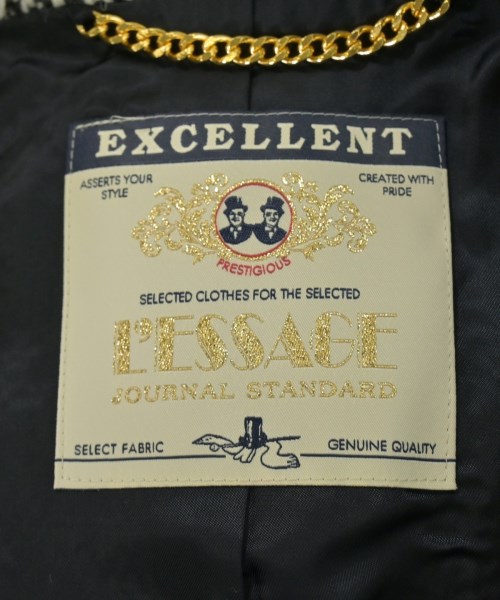 EXCELLENT
ASSERTS YOUR
STYLE
CREATED WITH
PRIDE
PRESTIGIOUS
SELECTED CLOTHES FOR THE SELECTED
L'ESSAGE
JOURNAL STANDARD
SELECT FABRIC
GENUINE QUALITY